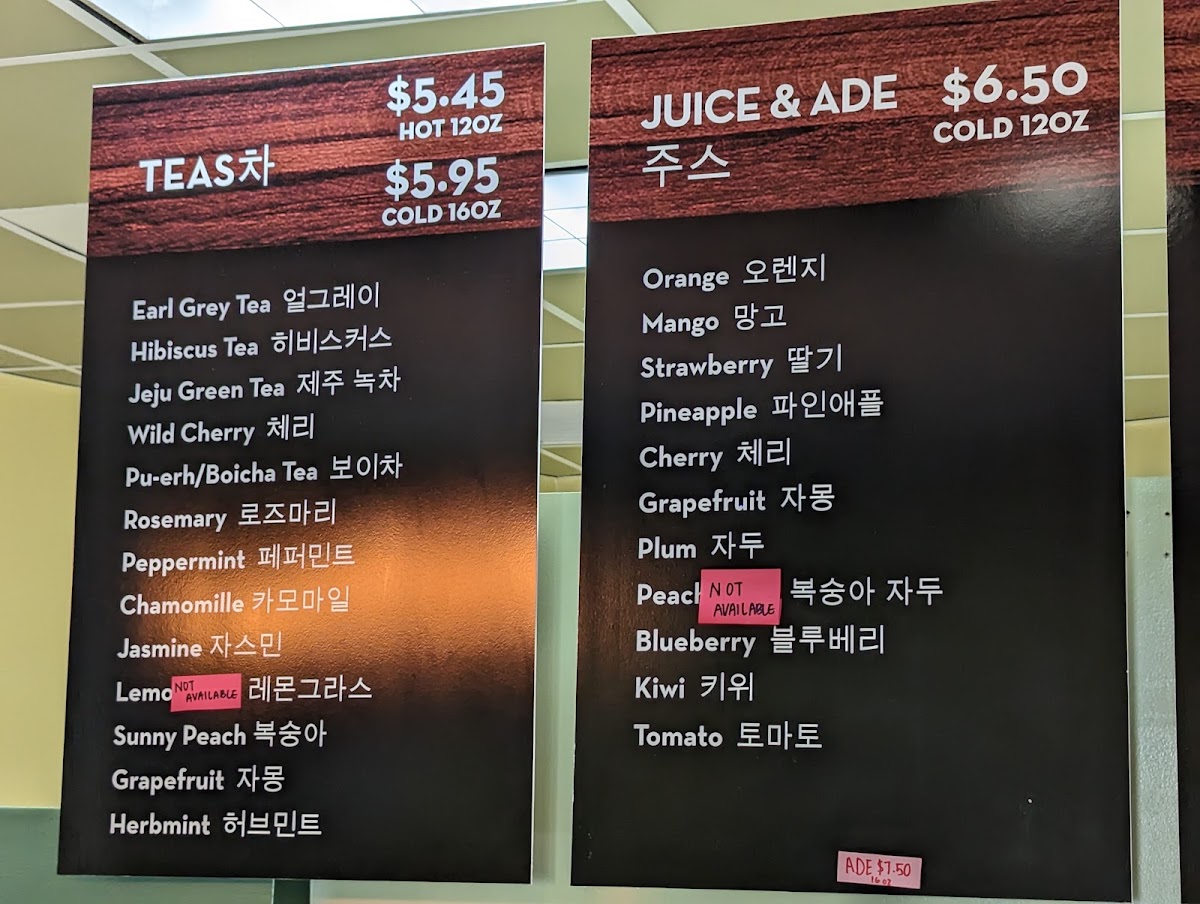 TEAS차
$5.45
HOT 12OZ
$5.95
COLD 16OZ
Earl Grey Tea 얼그레이
Hibiscus Tea 히비스커스
Jeju Green Tea 제주 녹차
Wild Cherry 체리
Pu-erh/Boicha Tea 보이차
Rosemary 로즈마리
Peppermint 페퍼민트
Chamomille 카모마일
Jasmine 자스민
Lemo NOT AVAILABLE 레몬그라스
Sunny Peach 복숭아
Grapefruit 자몽
Herbmint 허브민트
JUICE & ADE
주스
$6.50
COLD 12OZ
Orange 오렌지
Mango 망고
Strawberry 딸기
Pineapple 파인애플
Cherry 체리
Grapefruit 자몽
Plum 자두
Peach NOT AVAILABLE 복숭아 자두
Blueberry 블루베리
Kiwi 키위
Tomato 토마토
ADE $7.50
16 oz